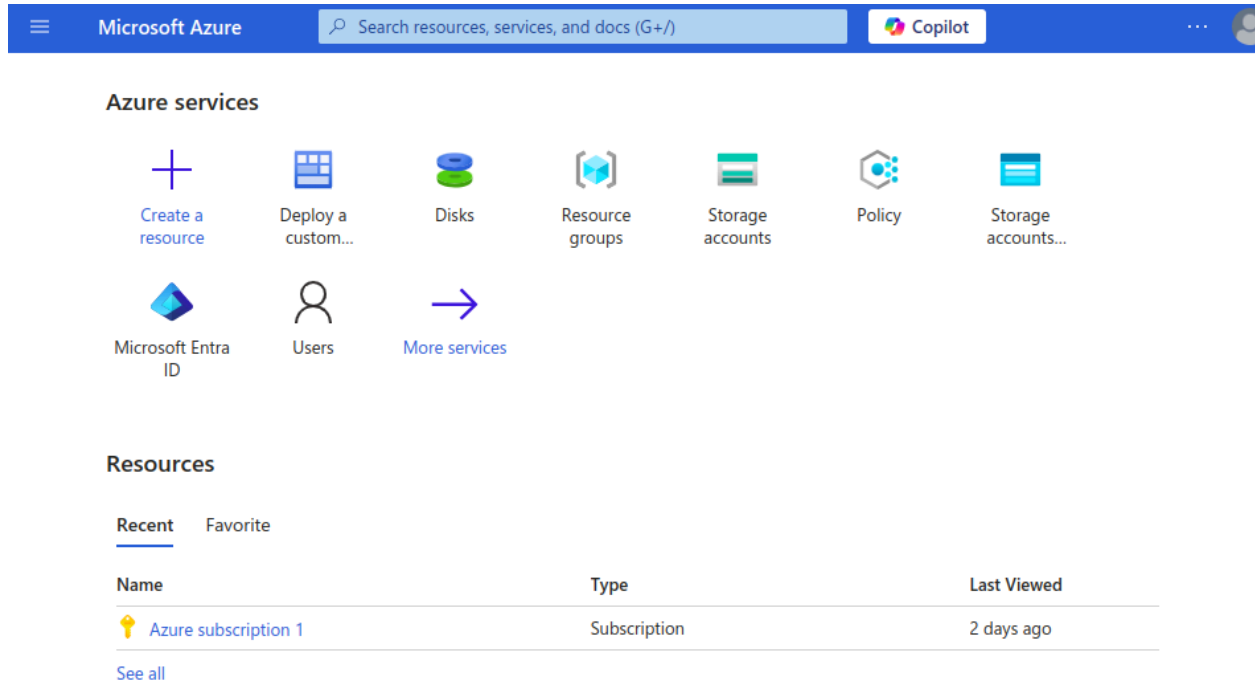 Microsoft Azure
Search resources, services, and docs (G+/)
Copilot
...
Azure services
Create a
resource
Deploy a
custom...
Disks
Resource
groups
Storage
accounts
Policy
Storage
accounts...
Microsoft Entra
ID
Users
More services
Resources
Recent Favorite
Name Type Last Viewed
Azure subscription 1 Subscription 2 days ago
See all